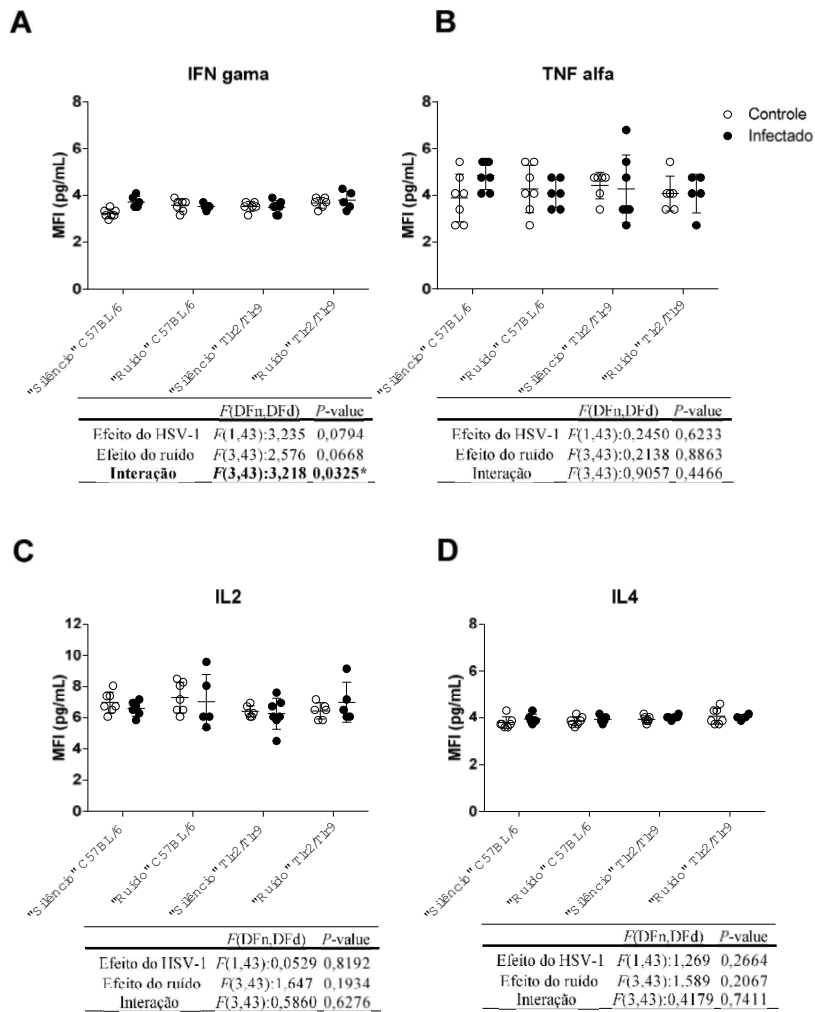 A
B
IFN gama
TNF alfa
Controle
Infectado
8
6
4
2
0
MFI (pg/mL)
8
6
4
2
0
MFI (pg/mL)
"Silêncio" C57BL/6
"Ruído" C57BL/6
"Silêncio" Tlr2/Tlr9
"Ruído" Tlr2/Tlr9
"Silêncio" C57BL/6
"Ruído" C57BL/6
"Silêncio" Tlr2/Tlr9
"Ruído" Tlr2/Tlr9
F(DFn,DFd) P-value
Efeito do HSV-1 F(1,43):3,235 0,0794
Efeito do ruído F(3,43):2,576 0,0668
Interação F(3,43):3,218 0,0325*
F(DFn,DFd) P-value
Efeito do HSV-1 F(1,43):0,2450 0,6233
Efeito do ruído F(3,43):0,2138 0,8863
Interação F(3,43):0,9057 0,4466
C
D
IL2
IL4
12
10
8
6
4
2
0
MFI (pg/mL)
8
6
4
2
0
MFI (pg/mL)
"Silêncio" C57BL/6
"Ruído" C57BL/6
"Silêncio" Tlr2/Tlr9
"Ruído" Tlr2/Tlr9
"Silêncio" C57BL/6
"Ruído" C57BL/6
"Silêncio" Tlr2/Tlr9
"Ruído" Tlr2/Tlr9
F(DFn,DFd) P-value
Efeito do HSV-1 F(1,43):0,0529 0,8192
Efeito do ruído F(3,43):1,647 0,1934
Interação F(3,43):0,5860 0,6276
F(DFn,DFd) P-value
Efeito do HSV-1 F(1,43):1,269 0,2664
Efeito do ruído F(3,43):1,589 0,2067
Interação F(3,43):0,4179 0,7411